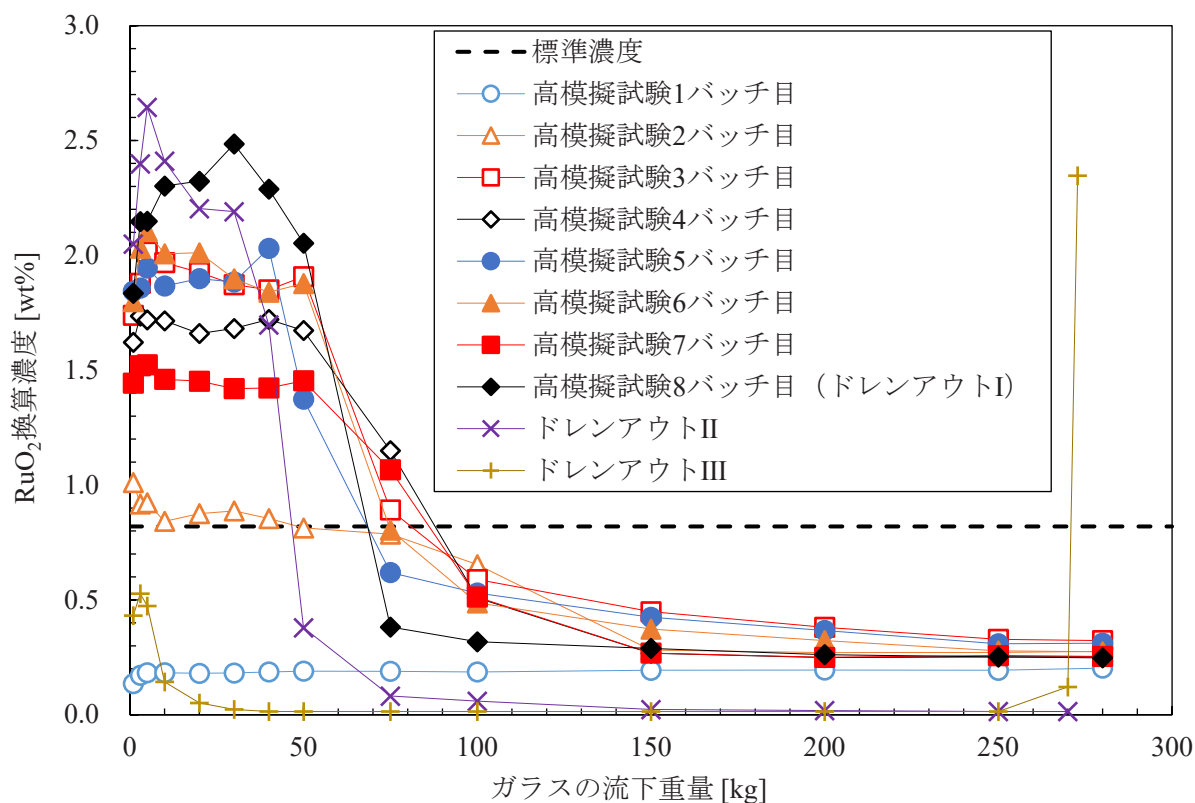 3.0
2.5
2.0
1.5
1.0
0.5
0.0
RuO2換算濃度 [wt%]
標準濃度
高模擬試験1バッチ目
高模擬試験2バッチ目
高模擬試験3バッチ目
高模擬試験4バッチ目
高模擬試験5バッチ目
高模擬試験6バッチ目
高模擬試験7バッチ目
高模擬試験8バッチ目（ドレンアウトI）
ドレンアウトII
ドレンアウトIII
0 50 100 150 200 250 300
ガラスの流下重量 [kg]